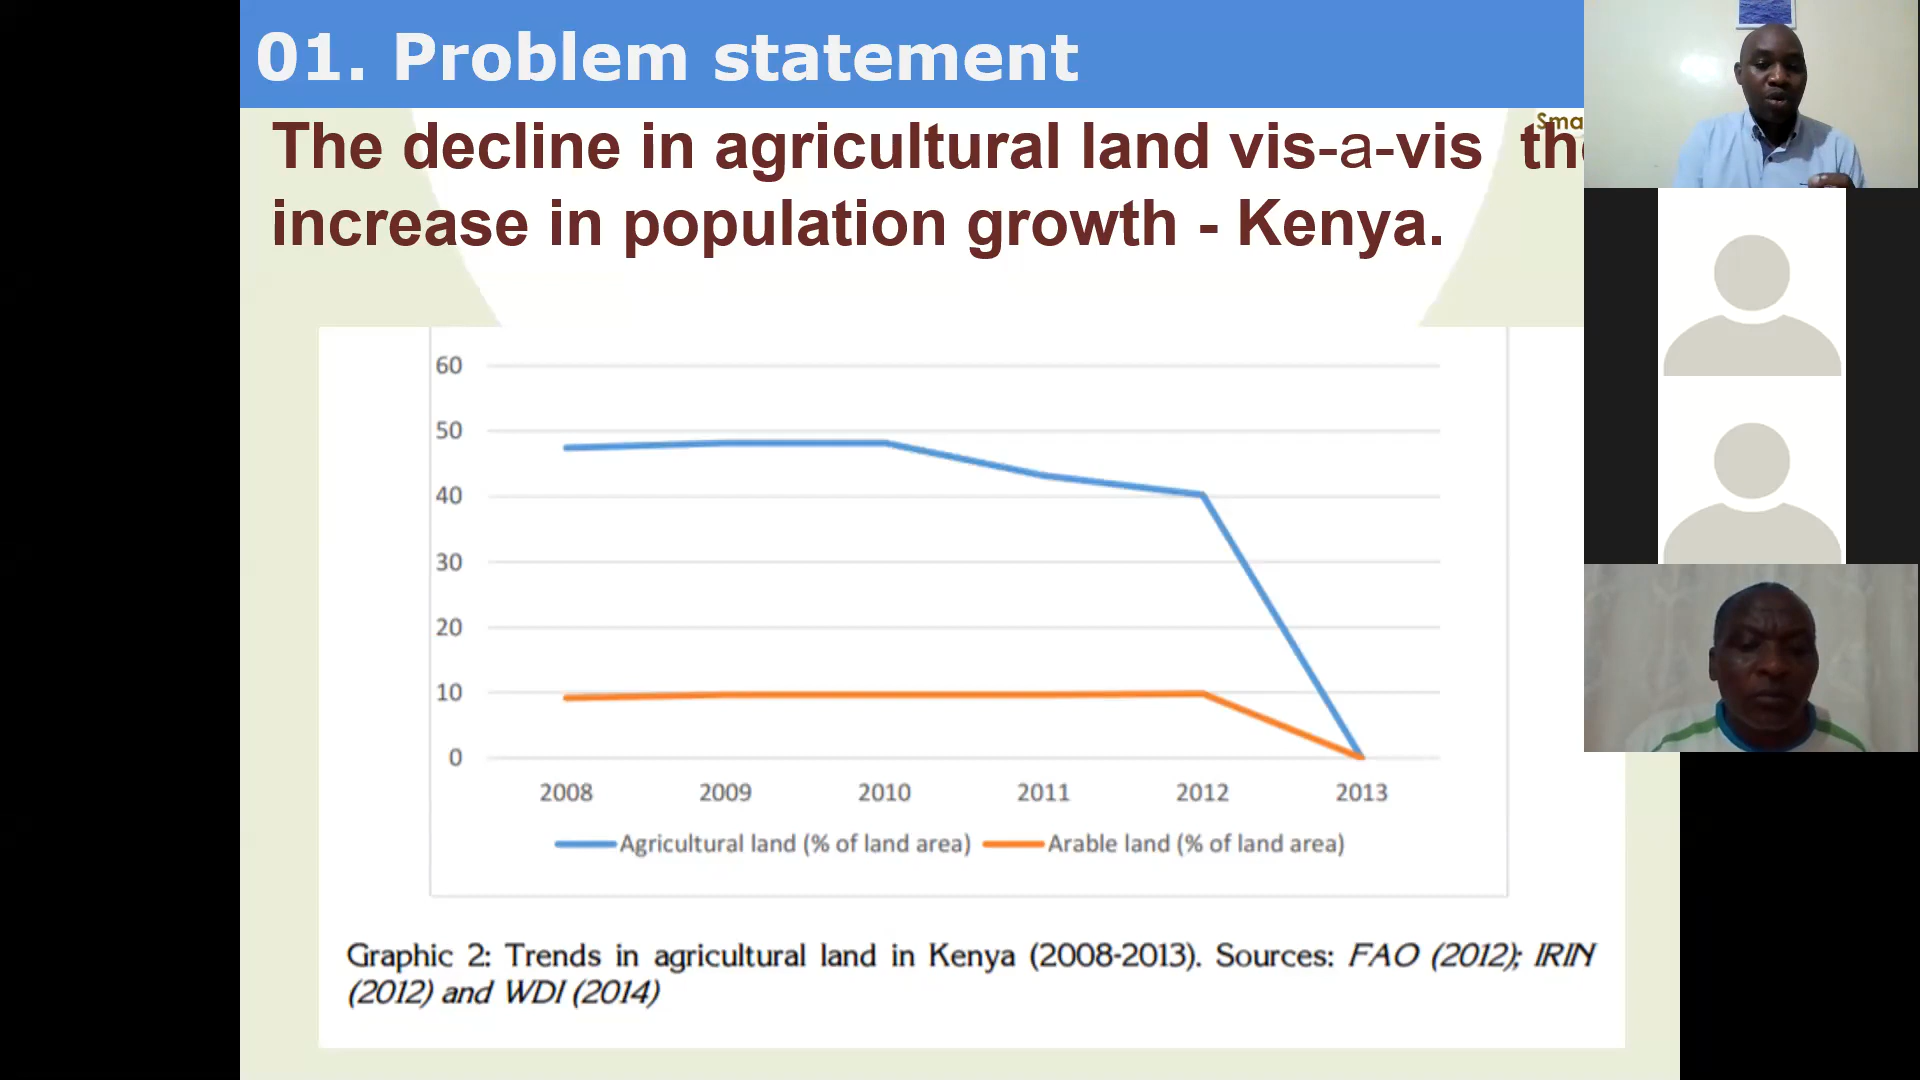 01. Problem statement
Sma
The decline in agricultural land vis-a-vis the
increase in population growth - Kenya.
60
50
40
30
20
10
0
2008 2009 2010 2011 2012 2013
Agricultural land (% of land area) Arable land (% of land area)
Graphic 2: Trends in agricultural land in Kenya (2008-2013). Sources: FAO (2012); IRIN
(2012) and WDI (2014)